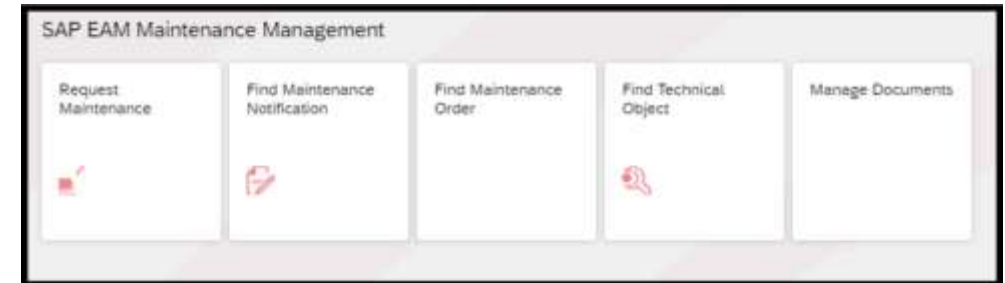 SAP EAM Maintenance Management
Request
Maintenance
Find Maintenance
Notification
Find Maintenance
Order
Find Technical
Object
Manage Documents